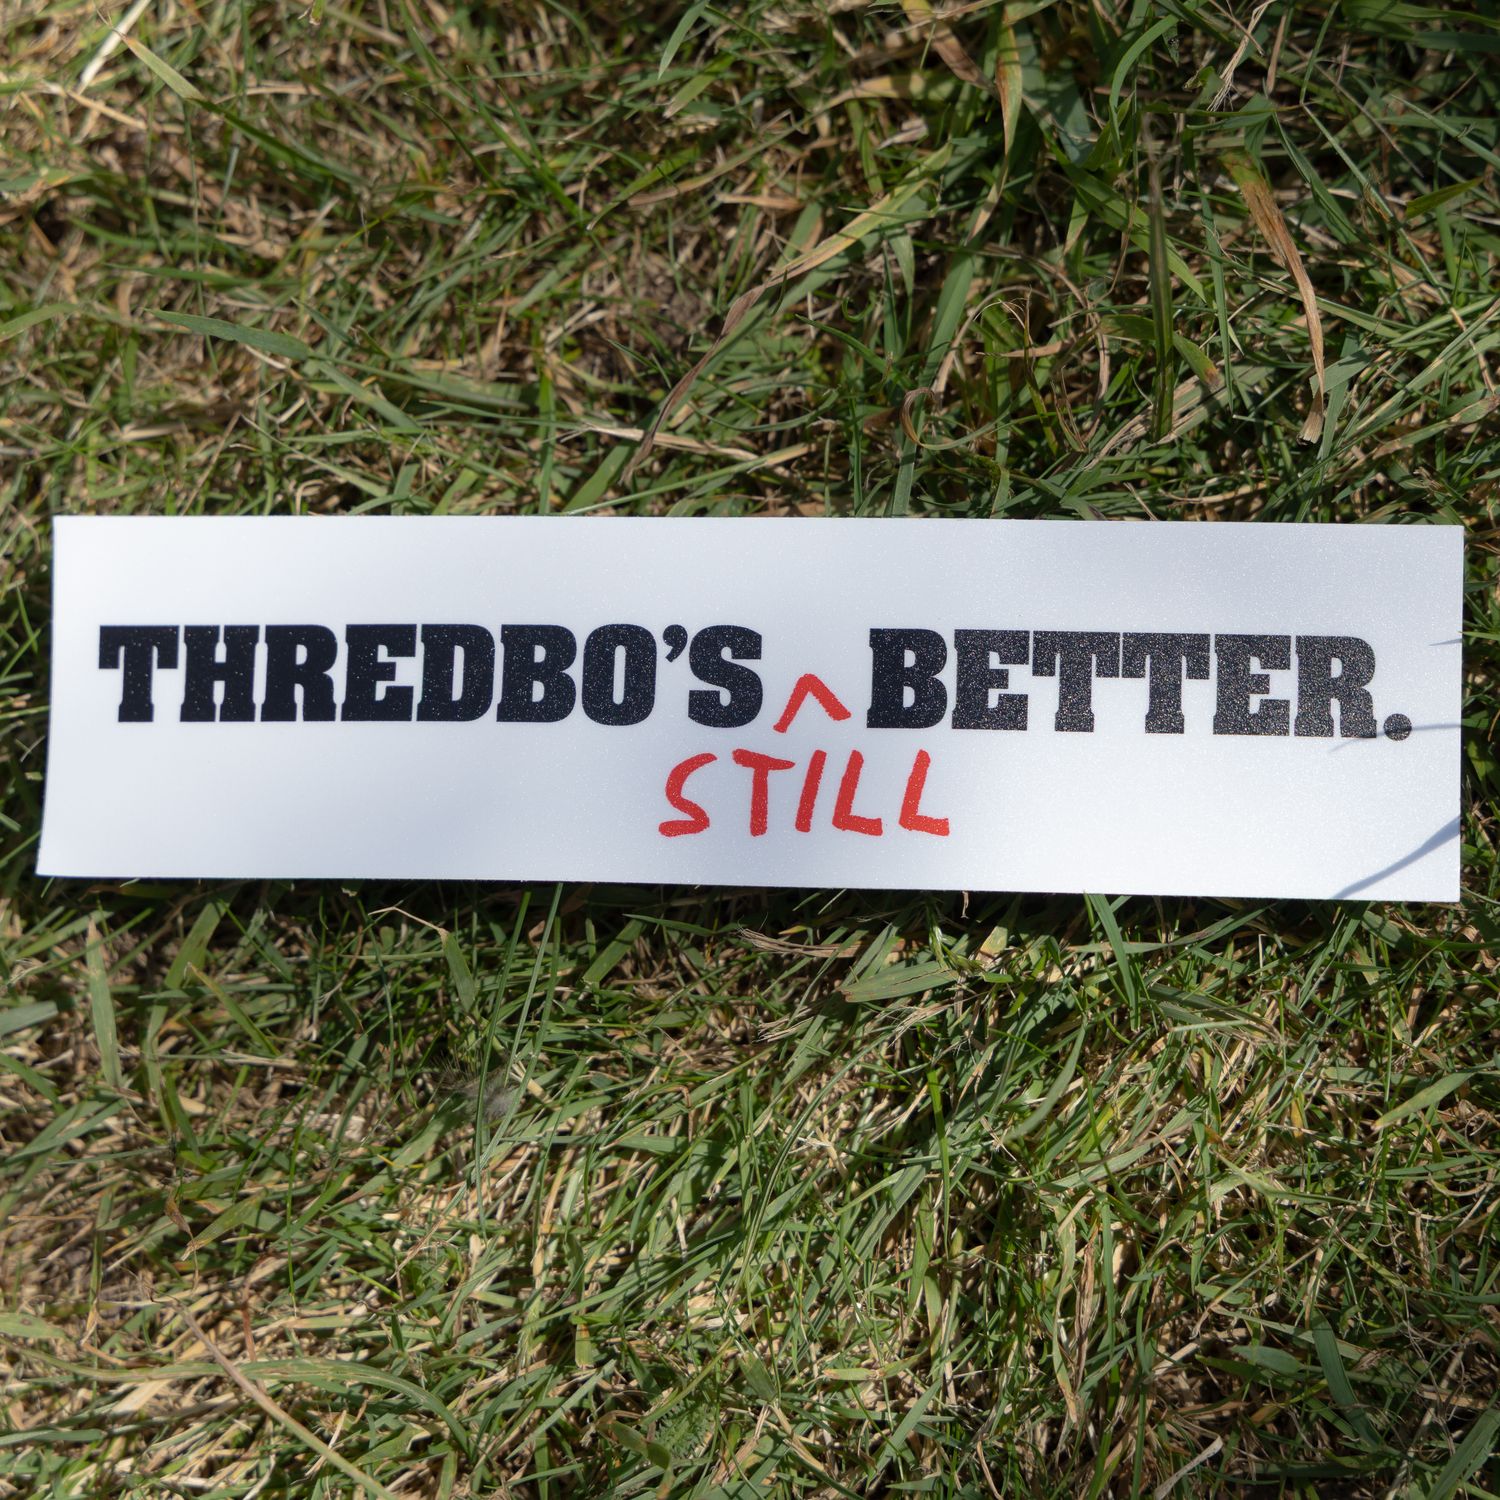 THREDBO'S ^ BETTER.
STILL